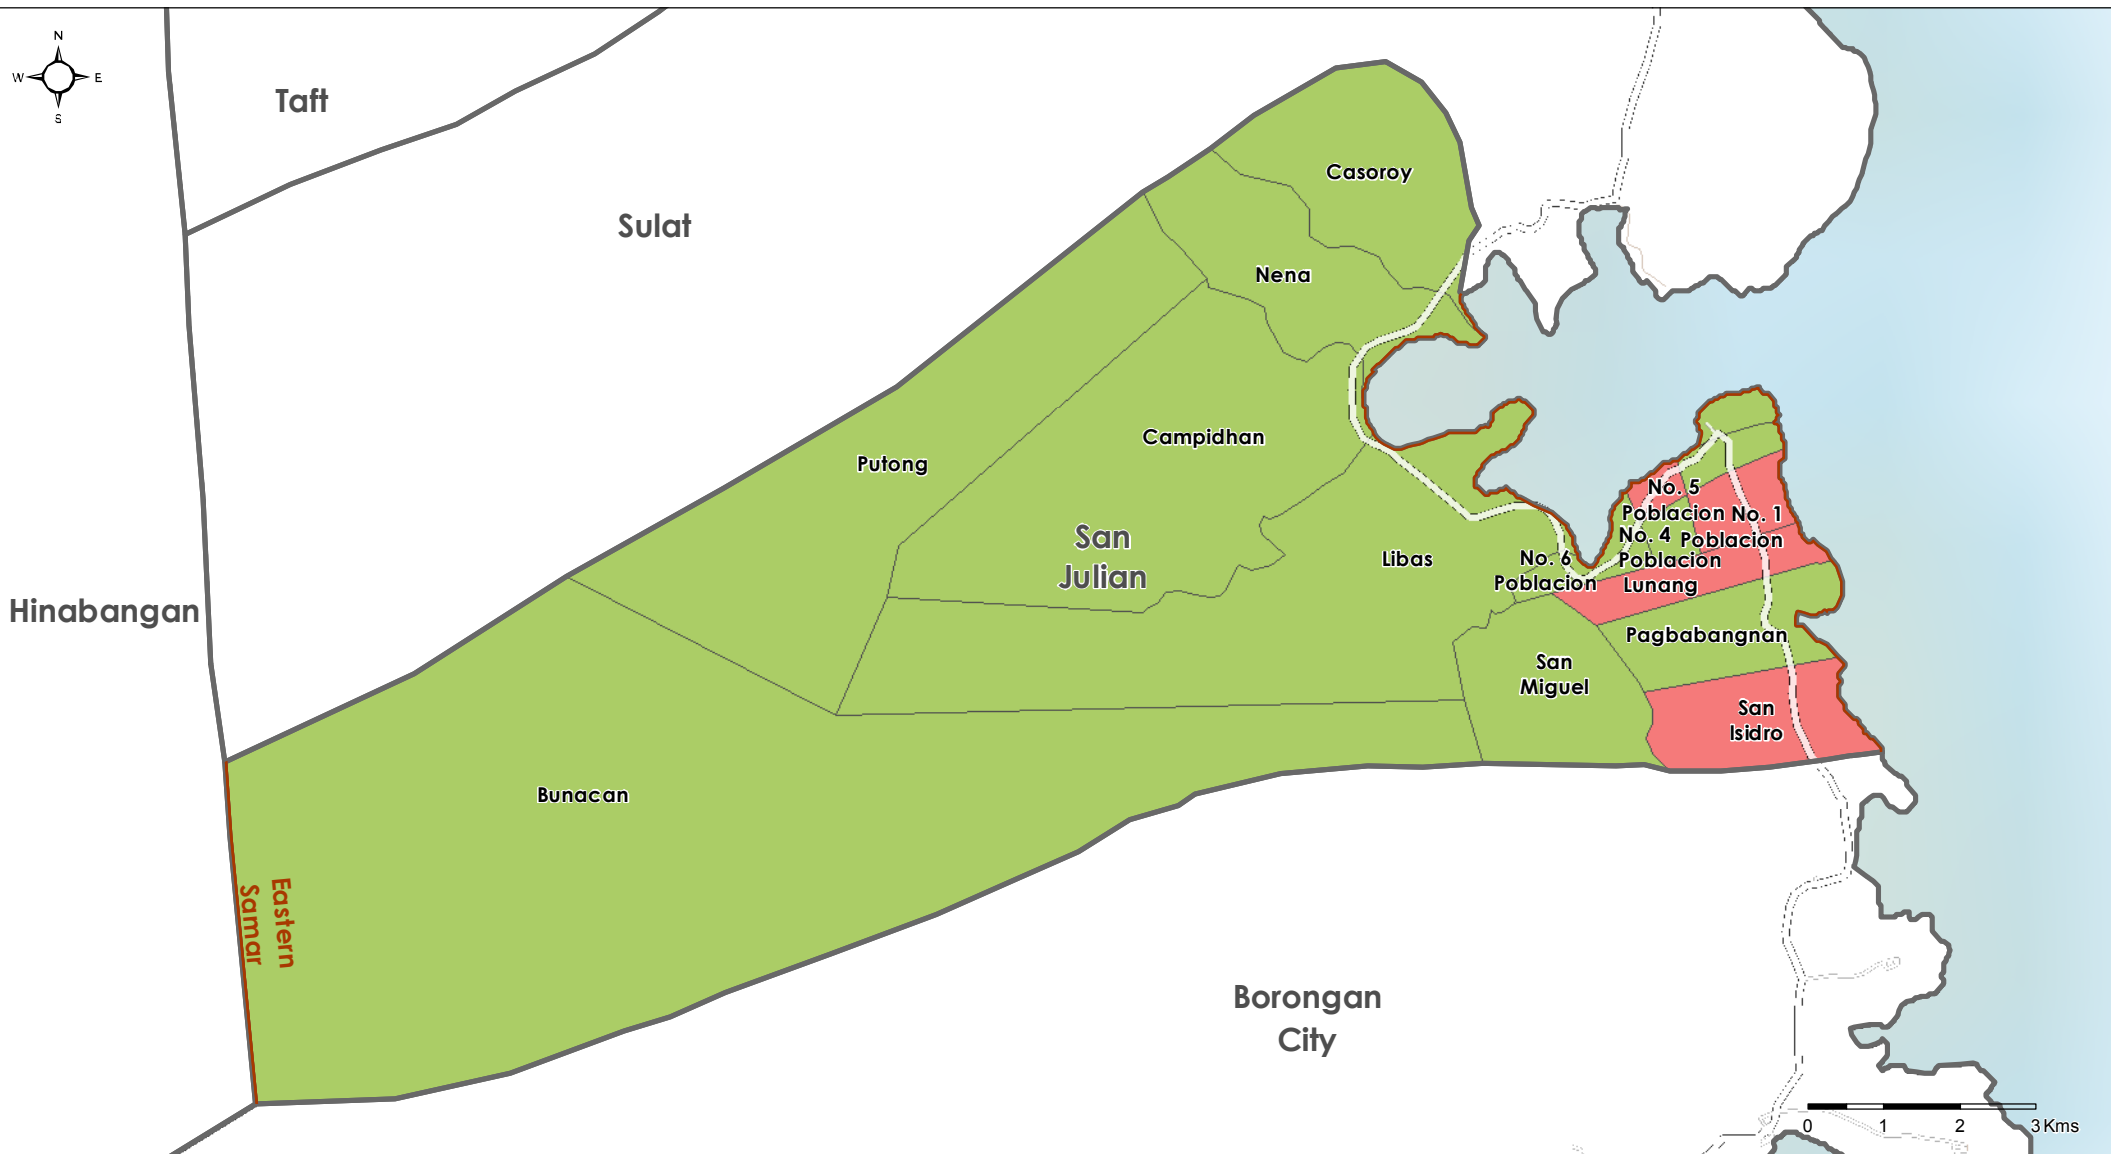 N
W E
S
Taft
Sulat
Casoroy
Nena
Campidhan
Putong
San
Julian
Libas
No. 5
Poblacion
No. 1
Poblacion
No. 4
Poblacion
No. 6
Poblacion
Lunang
Hinabangan
Pagbabangnan
San
Miguel
San
Isidro
Bunacan
Eastern
Samar
Borongan
City
0 1 2 3 Kms